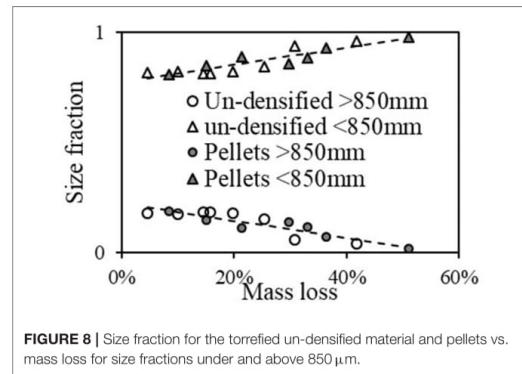 1
Size fraction
Un-densified >850mm
un-densified <850mm
Pellets >850mm
Pellets <850mm
0
0% 20% 40% 60%
Mass loss
FIGURE 8 | Size fraction for the torrefied un-densified material and pellets vs.
mass loss for size fractions under and above 850 μm.